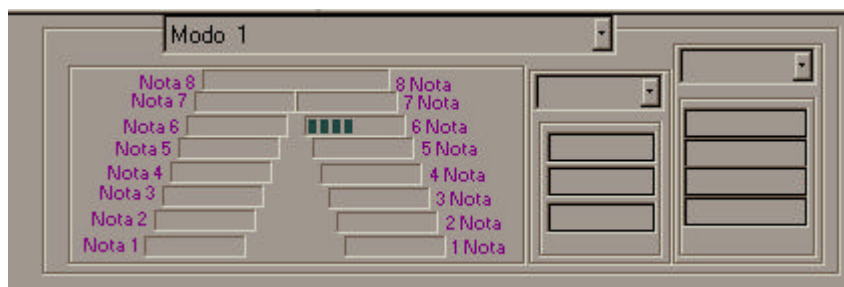 Modo 1
Nota 8 8 Nota
Nota 7 7 Nota
Nota 6 6 Nota
Nota 5 5 Nota
Nota 4 4 Nota
Nota 3 3 Nota
Nota 2 2 Nota
Nota 1 1 Nota